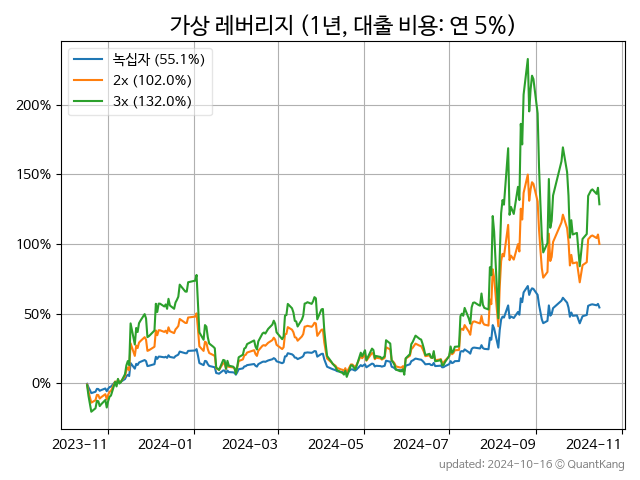 가상 레버리지 (1년, 대출 비용: 연 5%)
녹십자 (55.1%)
2x (102.0%)
3x (132.0%)
200%
150%
100%
50%
0%
2023-11
2024-01
2024-03
2024-05
2024-07
2024-09
2024-11
updated: 2024-10-16 © QuantKang